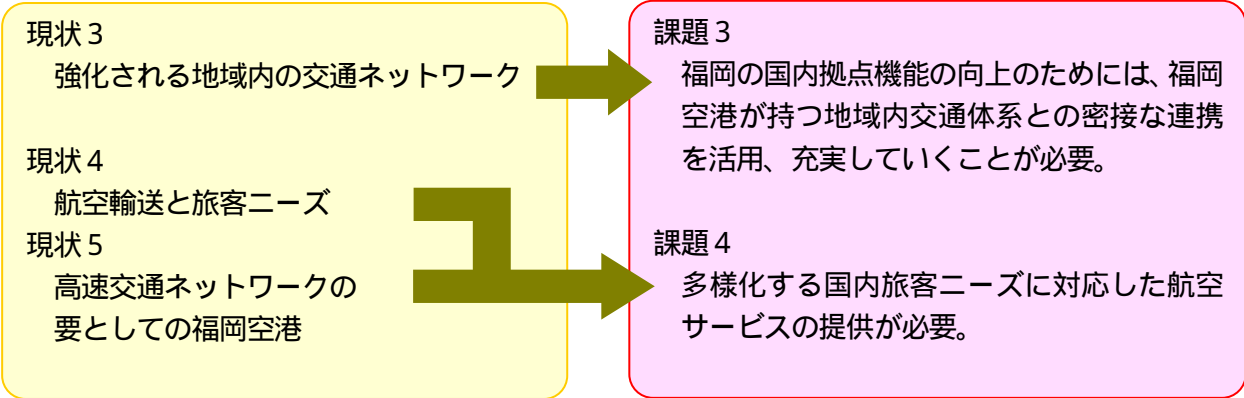 現状3
強化される地域内の交通ネットワーク
現状4
航空輸送と旅客ニーズ
現状5
高速交通ネットワークの
要としての福岡空港
課題3
福岡の国内拠点機能の向上のためには、福岡
空港が持つ地域内交通体系との密接な連携
を活用、充実していくことが必要。
課題4
多様化する国内旅客ニーズに対応した航空
サービスの提供が必要。